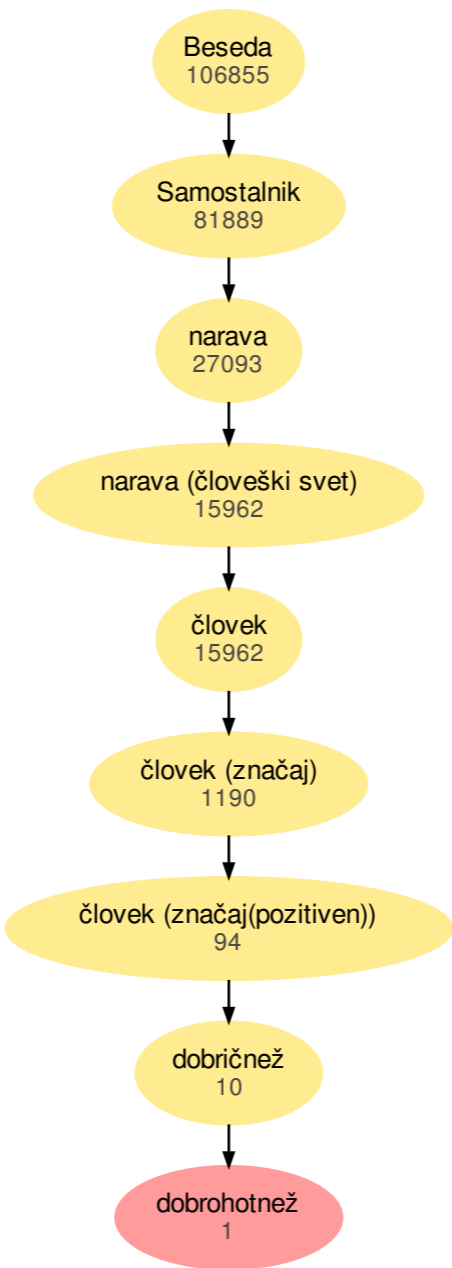 Beseda
106855
Samostalnik
81889
narava
27093
narava (človeški svet)
15962
človek
15962
človek (značaj)
1190
človek (značaj(pozitiven))
94
dobričnež
10
dobrohotnež
1